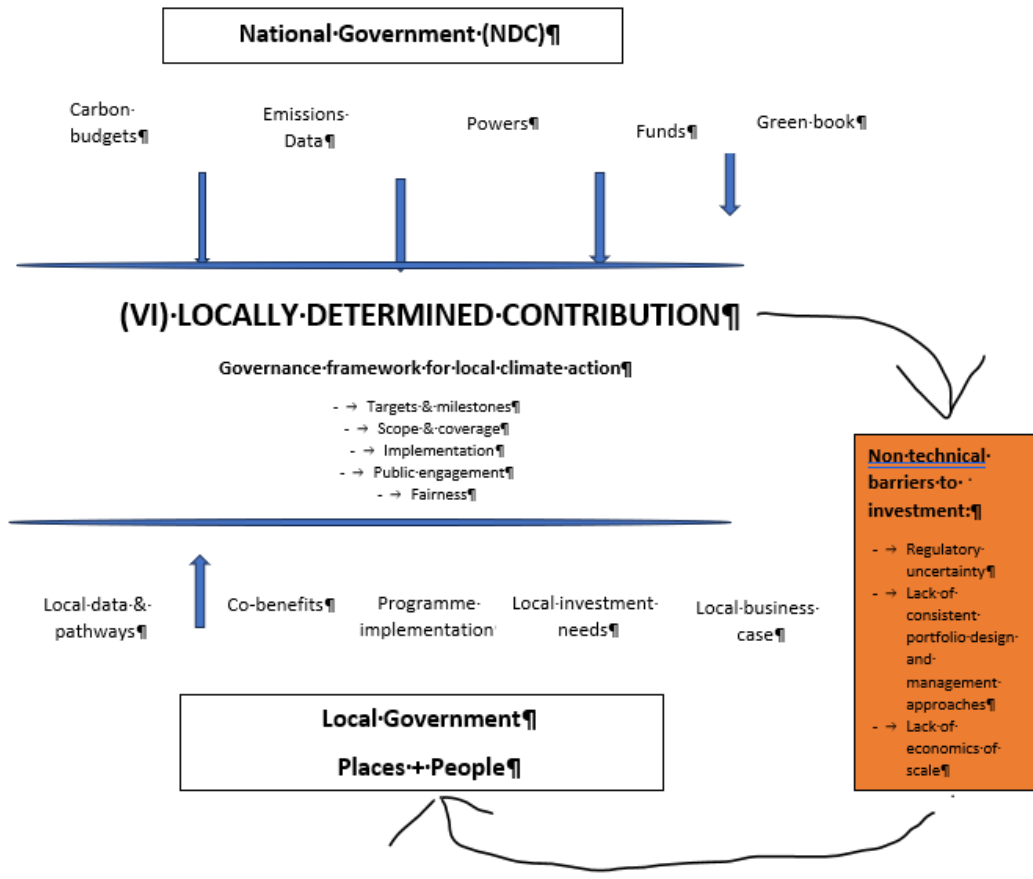 National·Government·(NDC)¶
Carbon·
budgets¶
Emissions·
Data¶
Powers¶
Funds¶
Green·book¶
(VI)·LOCALLY·DETERMINED·CONTRIBUTION¶
Governance·framework·for·local·climate·action¶
- → Targets·&·milestones¶
- → Scope·&·coverage¶
- → Implementation¶
- → Public·engagement¶
- → Fairness¶
Local·data·&·
pathways¶
Co-benefits¶
Programme·
implementation·
Local·investment·
needs¶
Local·business·
case¶
Local·Government¶
Places·+·People¶
Non·technical·
barriers·to·
investment:¶
- → Regulatory·
uncertainty¶
- → Lack·of·
consistent·
portfolio·design·
and·
management·
approaches¶
- → Lack·of·
economics·of·
scale¶